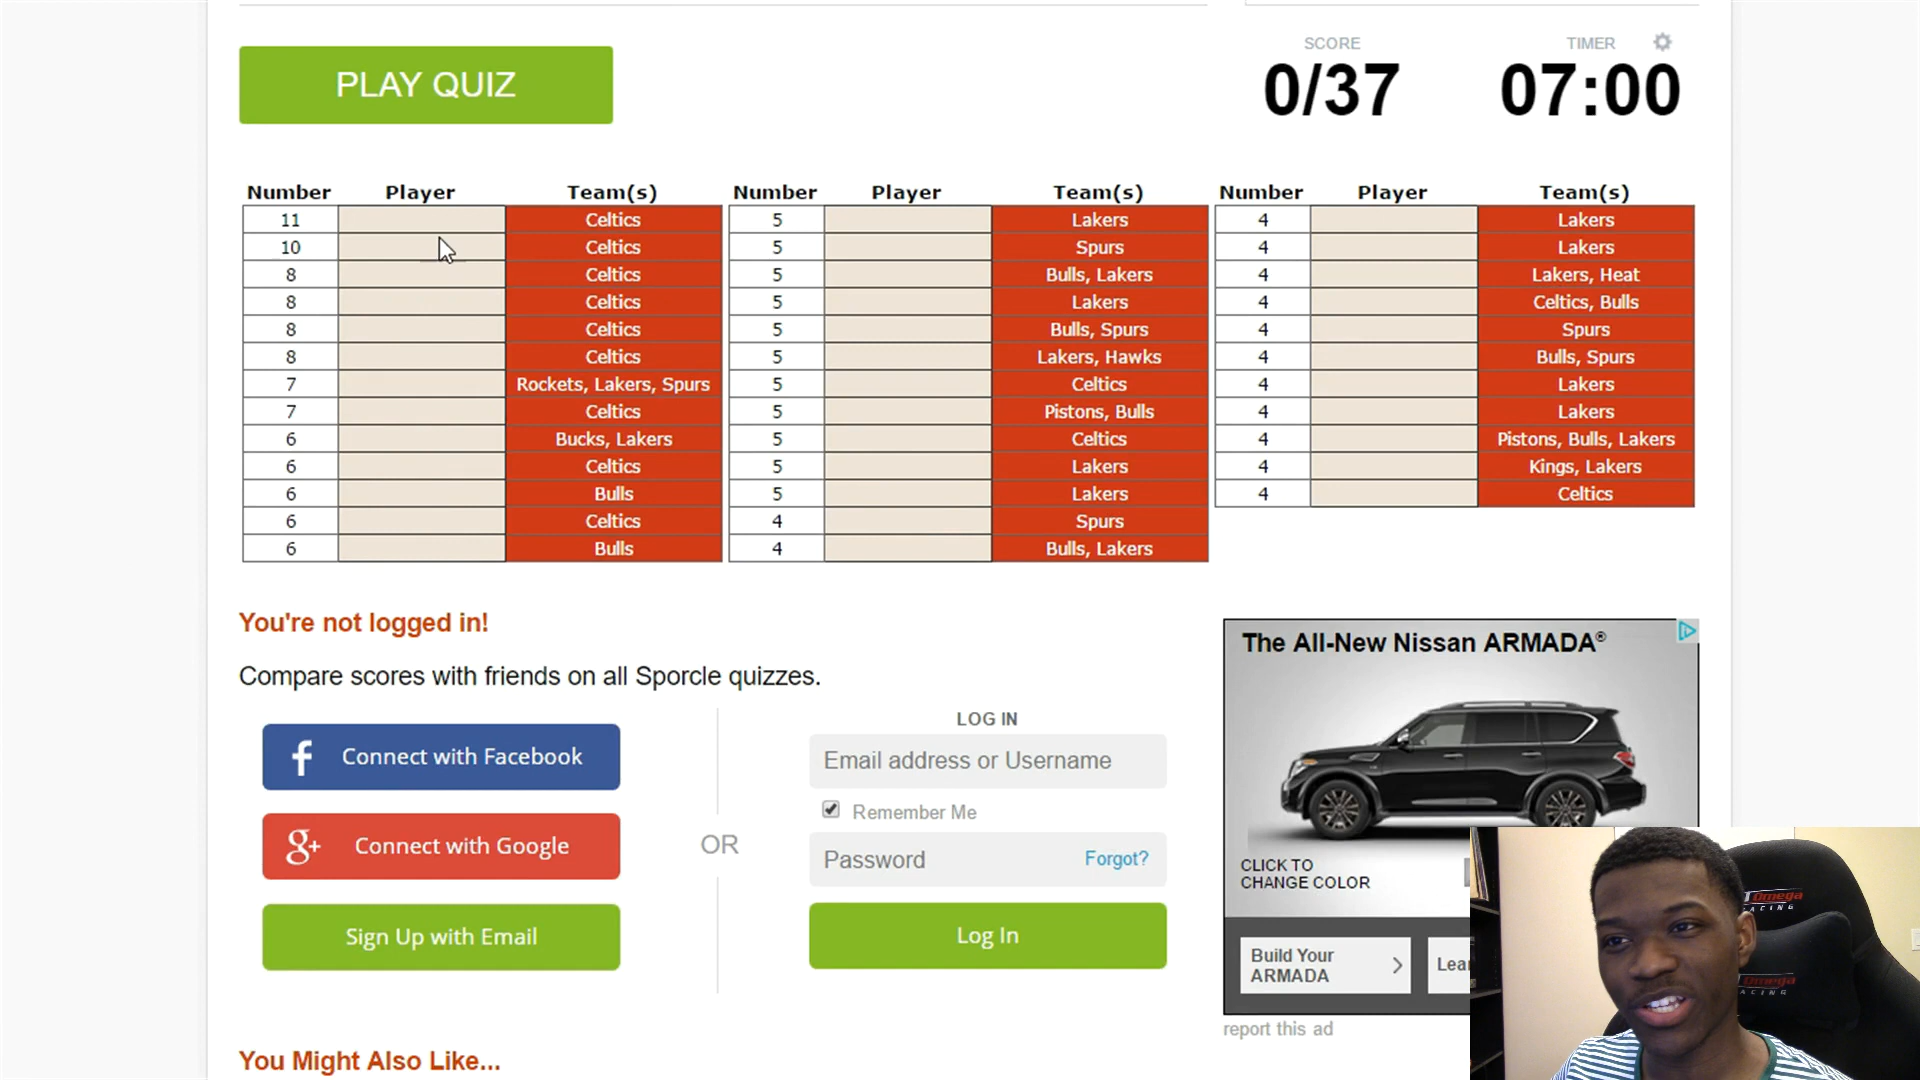 PLAY QUIZ
SCORE
0/37
TIMER
07:00
Number Player Team(s)
11 Celtics
10 Celtics
8 Celtics
8 Celtics
8 Celtics
8 Celtics
7 Rockets, Lakers, Spurs
7 Celtics
6 Bucks, Lakers
6 Celtics
6 Bulls
6 Celtics
6 Bulls
Number Player Team(s)
5 Lakers
5 Spurs
5 Bulls, Lakers
5 Lakers
5 Bulls, Spurs
5 Lakers, Hawks
5 Celtics
5 Pistons, Bulls
5 Celtics
5 Lakers
5 Lakers
4 Spurs
4 Bulls, Lakers
Number Player Team(s)
4 Lakers
4 Lakers
4 Lakers, Heat
4 Celtics, Bulls
4 Spurs
4 Bulls, Spurs
4 Lakers
4 Lakers
4 Pistons, Bulls, Lakers
4 Kings, Lakers
4 Celtics
You're not logged in!
Compare scores with friends on all Sporcle quizzes.
f Connect with Facebook
g+ Connect with Google
Sign Up with Email
OR
LOG IN
Email address or Username
Remember Me
Password Forgot?
Log In
The All-New Nissan ARMADA®
CLICK TO
CHANGE COLOR
Build Your
ARMADA
report this ad
Omega
RACING
You Might Also Like...